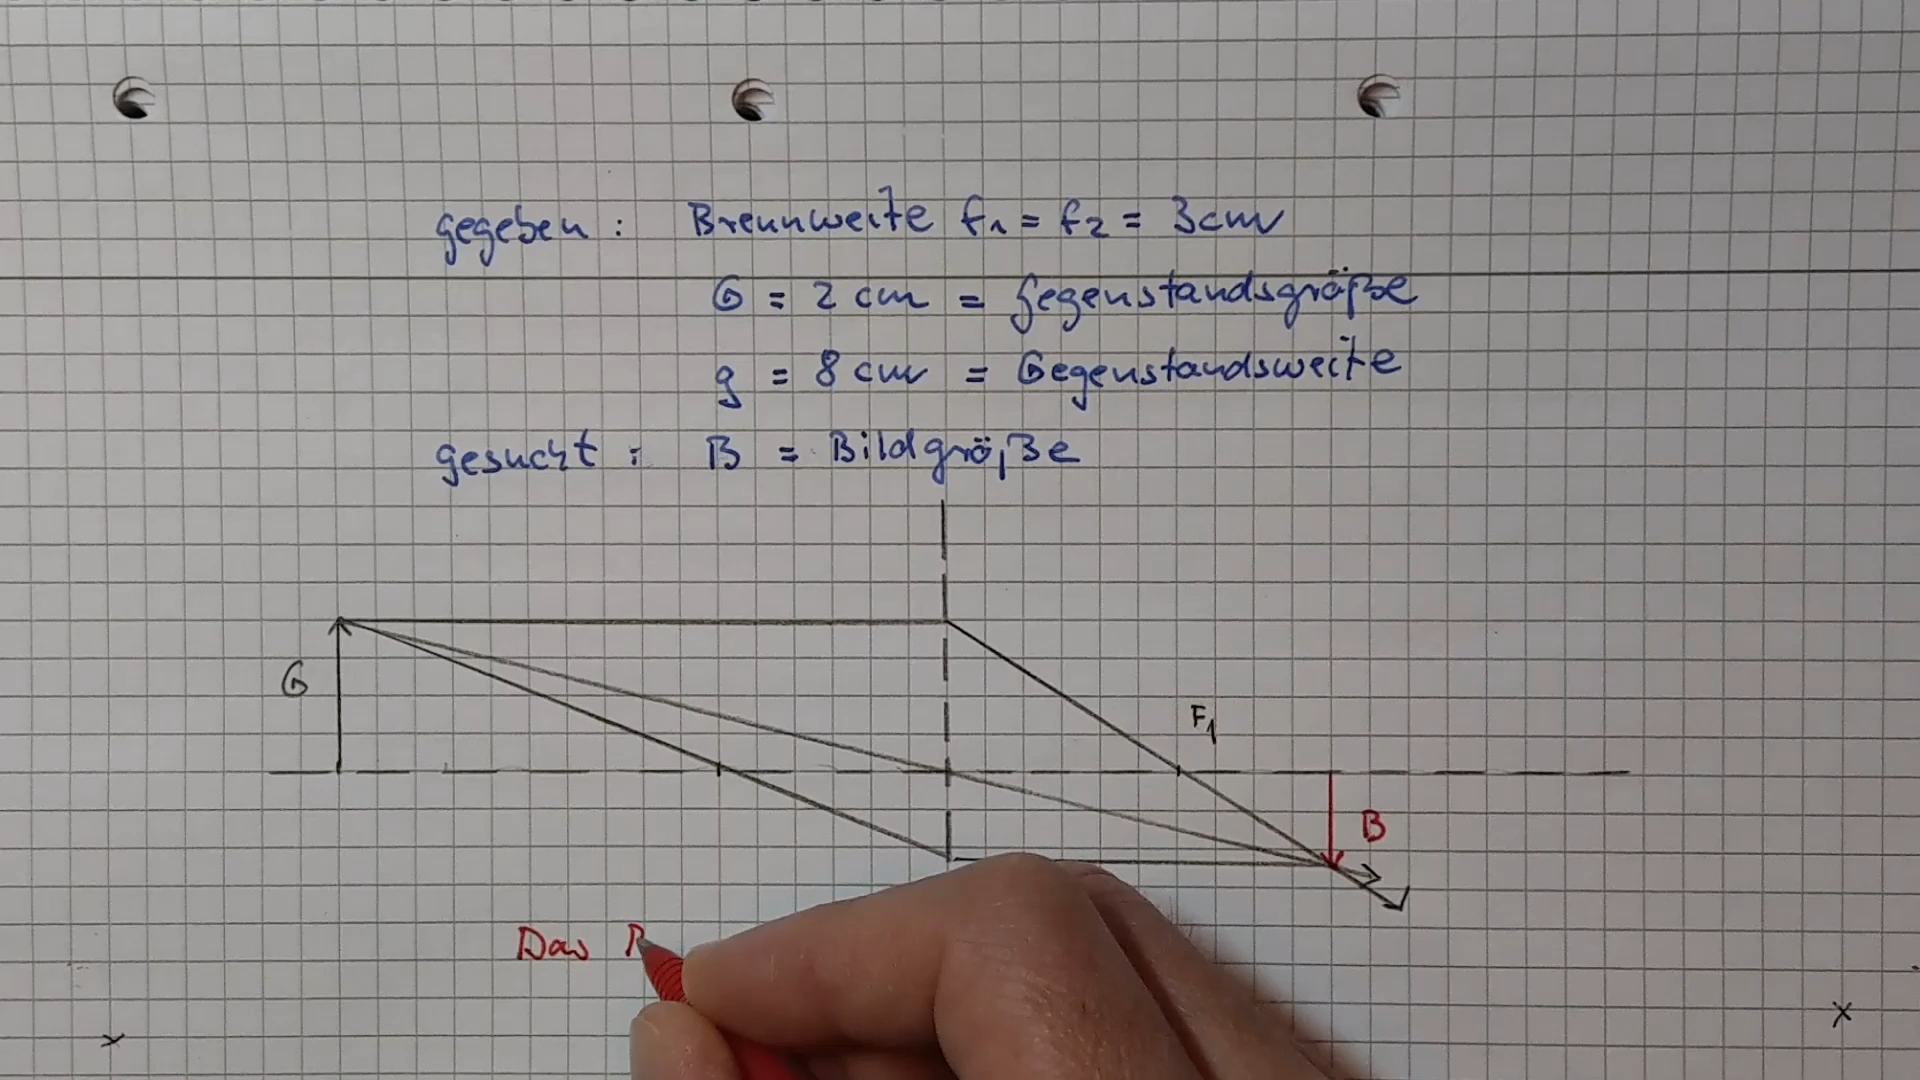 gegeben : Brennweite f₁ = f₂ = 3cm
G = 2 cm = Gegenstandsgröße
g = 8 cm = Gegenstandsweite
gesucht : B = Bildgröße
G
F₁
B
Das B
x x